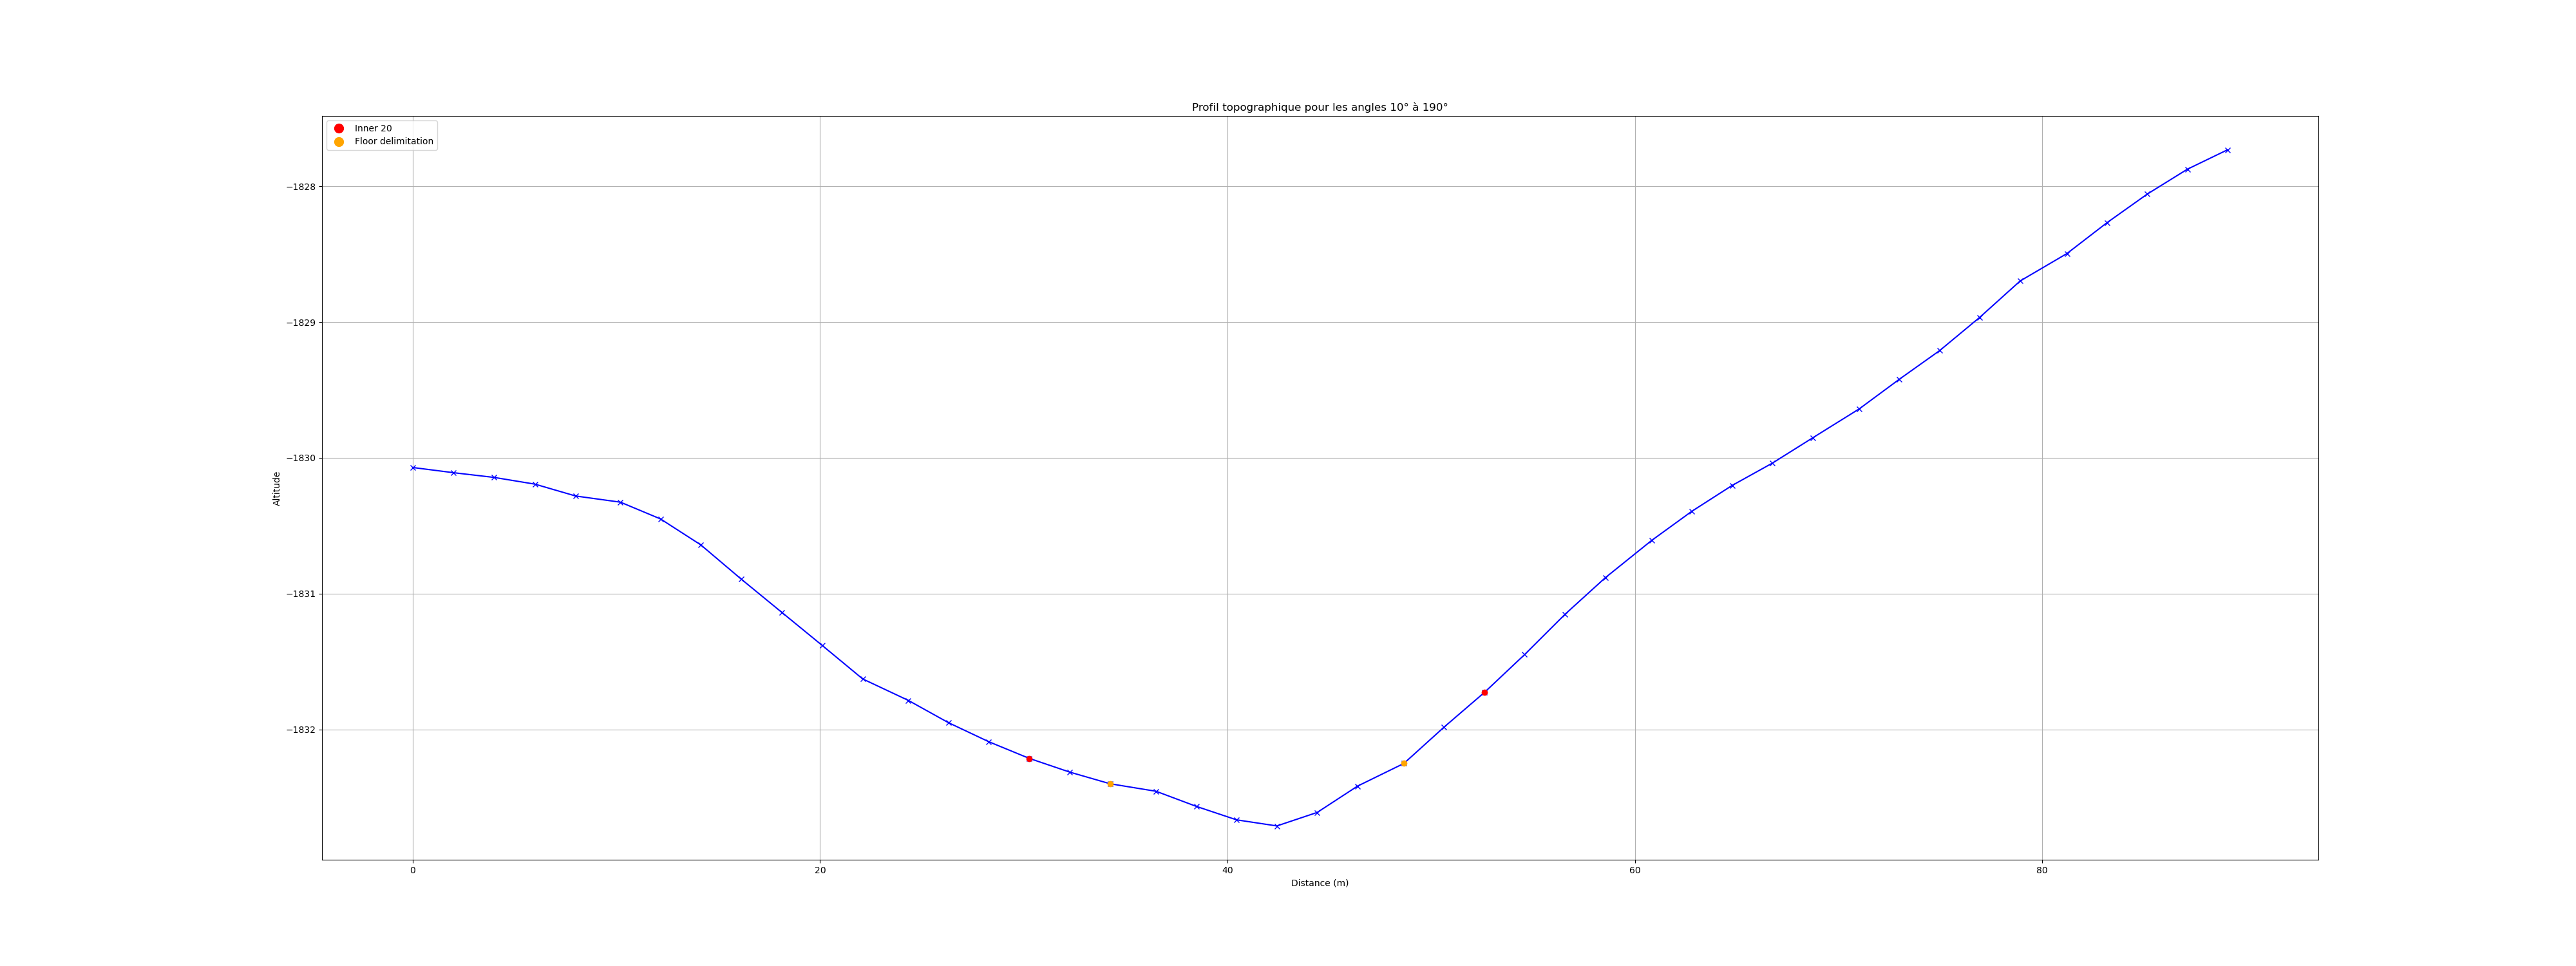 Profil topographique pour les angles 10° à 190°
Inner 20
Floor delimitation
−1828
−1829
−1830
−1831
−1832
Altitude
0
20
40
60
80
Distance (m)